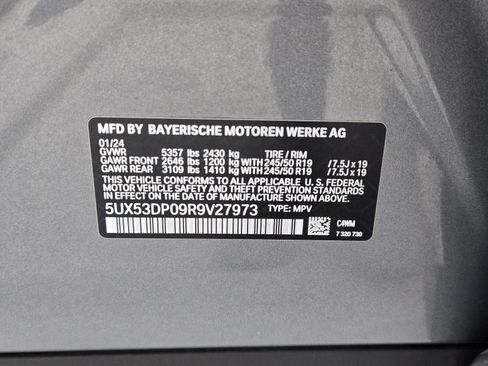 MFD BY BAYERISCHE MOTOREN WERKE AG
01/24
GVWR 5357 lbs 2430 kg TIRE / RIM
GAWR FRONT 2646 lbs 1200 kg WITH 245/50 R19 /7.5J x 19
GAWR REAR 3109 lbs 1410 kg WITH 245/50 R19 /7.5J x 19
THIS VEHICLE CONFORMS TO ALL APPLICABLE U. S. FEDERAL
MOTOR VEHICLE SAFETY STANDARDS IN EFFECT ON THE DATE
OF MANUFACTURE SHOWN ABOVE.
5UX53DP09R9V27973 TYPE: MPV
C4WM
7 320 730